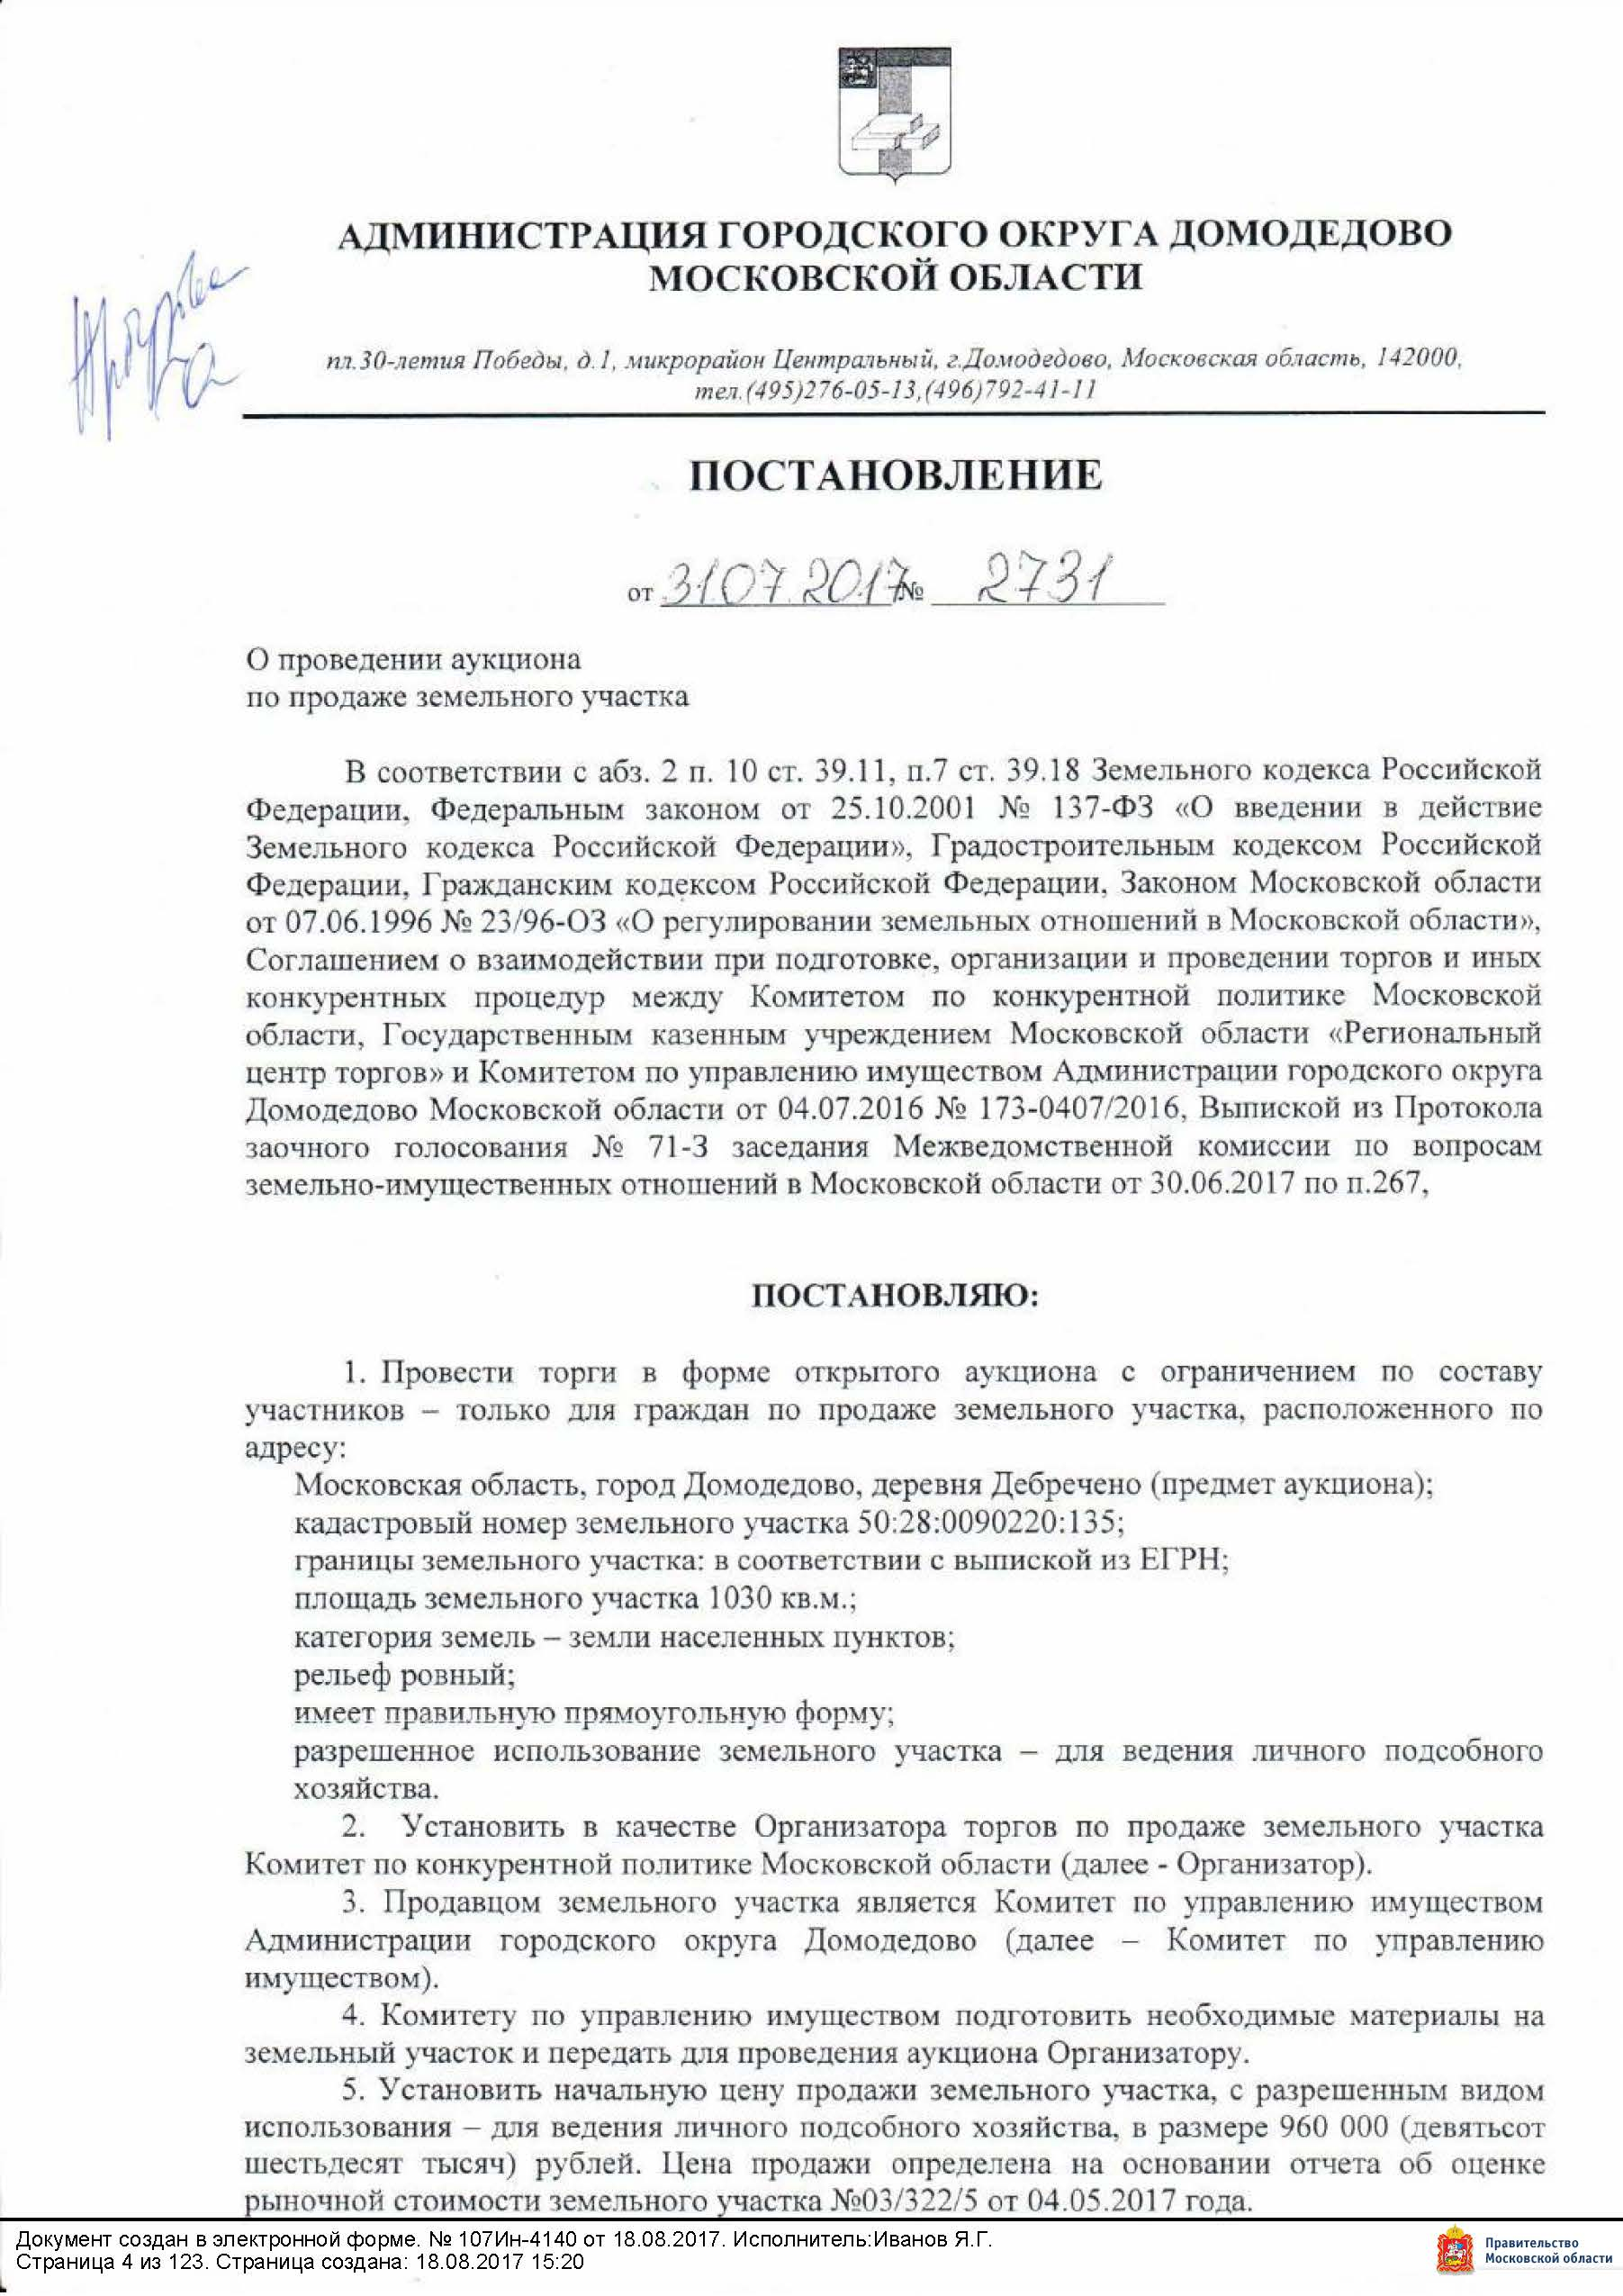 АДМИНИСТРАЦИЯ ГОРОДСКОГО ОКРУГА ДОМОДЕДОВО
МОСКОВСКОЙ ОБЛАСТИ
пл.30-летия Победы, д.1, микрорайон Центральный, г.Домодедово, Московская область, 142000,
тел.(495)276-05-13,(496)792-41-11
ПОСТАНОВЛЕНИЕ
от 31.07.2017 № 2731
О проведении аукциона
по продаже земельного участка
В соответствии с абз. 2 п. 10 ст. 39.11, п.7 ст. 39.18 Земельного кодекса Российской
Федерации, Федеральным законом от 25.10.2001 № 137-ФЗ «О введении в действие
Земельного кодекса Российской Федерации», Градостроительным кодексом Российской
Федерации, Гражданским кодексом Российской Федерации, Законом Московской области
от 07.06.1996 № 23/96-ОЗ «О регулировании земельных отношений в Московской области»,
Соглашением о взаимодействии при подготовке, организации и проведении торгов и иных
конкурентных процедур между Комитетом по конкурентной политике Московской
области, Государственным казенным учреждением Московской области «Региональный
центр торгов» и Комитетом по управлению имуществом Администрации городского округа
Домодедово Московской области от 04.07.2016 № 173-0407/2016, Выпиской из Протокола
заочного голосования № 71-З заседания Межведомственной комиссии по вопросам
земельно-имущественных отношений в Московской области от 30.06.2017 по п.267,
ПОСТАНОВЛЯЮ:
1. Провести торги в форме открытого аукциона с ограничением по составу
участников – только для граждан по продаже земельного участка, расположенного по
адресу:
Московская область, город Домодедово, деревня Дебречено (предмет аукциона);
кадастровый номер земельного участка 50:28:0090220:135;
границы земельного участка: в соответствии с выпиской из ЕГРН;
площадь земельного участка 1030 кв.м.;
категория земель – земли населенных пунктов;
рельеф ровный;
имеет правильную прямоугольную форму;
разрешенное использование земельного участка – для ведения личного подсобного
хозяйства.
2. Установить в качестве Организатора торгов по продаже земельного участка
Комитет по конкурентной политике Московской области (далее - Организатор).
3. Продавцом земельного участка является Комитет по управлению имуществом
Администрации городского округа Домодедово (далее – Комитет по управлению
имуществом).
4. Комитету по управлению имуществом подготовить необходимые материалы на
земельный участок и передать для проведения аукциона Организатору.
5. Установить начальную цену продажи земельного участка, с разрешенным видом
использования – для ведения личного подсобного хозяйства, в размере 960 000 (девятьсот
шестьдесят тысяч) рублей. Цена продажи определена на основании отчета об оценке
рыночной стоимости земельного участка №03/322/5 от 04.05.2017 года.
Документ создан в электронной форме. № 107Ин-4140 от 18.08.2017. Исполнитель:Иванов Я.Г.
Страница 4 из 123. Страница создана: 18.08.2017 15:20
Правительство
Московской области